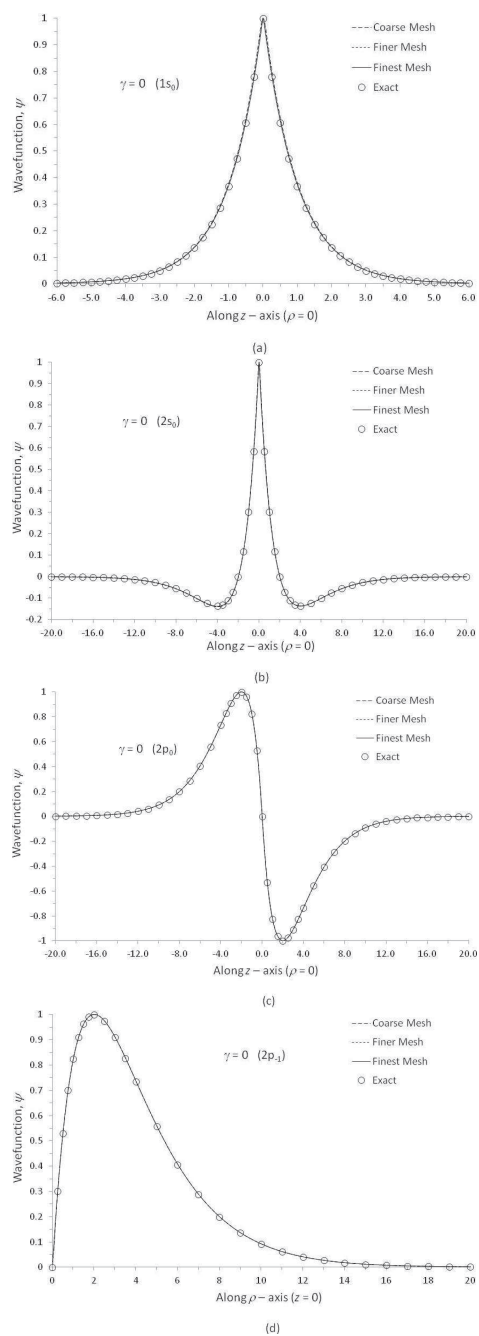 Wavefunction, ψ
1
0.9
0.8
0.7
0.6
0.5
0.4
0.3
0.2
0.1
0
γ = 0 (1s₀)
Coarse Mesh
Finer Mesh
Finest Mesh
Exact
-6.0 -5.0 -4.0 -3.0 -2.0 -1.0 0.0 1.0 2.0 3.0 4.0 5.0 6.0
Along z – axis (ρ = 0)
(a)
Wavefunction, ψ
1
0.9
0.8
0.7
0.6
0.5
0.4
0.3
0.2
0.1
0
-0.1
-0.2
γ = 0 (2s₀)
Coarse Mesh
Finer Mesh
Finest Mesh
Exact
-20.0 -16.0 -12.0 -8.0 -4.0 0.0 4.0 8.0 12.0 16.0 20.0
Along z – axis (ρ = 0)
(b)
Wavefunction, ψ
1
0.8
0.6
0.4
0.2
0
-0.2
-0.4
-0.6
-0.8
-1
γ = 0 (2p₀)
Coarse Mesh
Finer Mesh
Finest Mesh
Exact
-20.0 -16.0 -12.0 -8.0 -4.0 0.0 4.0 8.0 12.0 16.0 20.0
Along z – axis (ρ = 0)
(c)
Wavefunction, ψ
1
0.9
0.8
0.7
0.6
0.5
0.4
0.3
0.2
0.1
0
γ = 0 (2p₋₁)
Coarse Mesh
Finer Mesh
Finest Mesh
Exact
0 2 4 6 8 10 12 14 16 18 20
Along ρ – axis (z = 0)
(d)